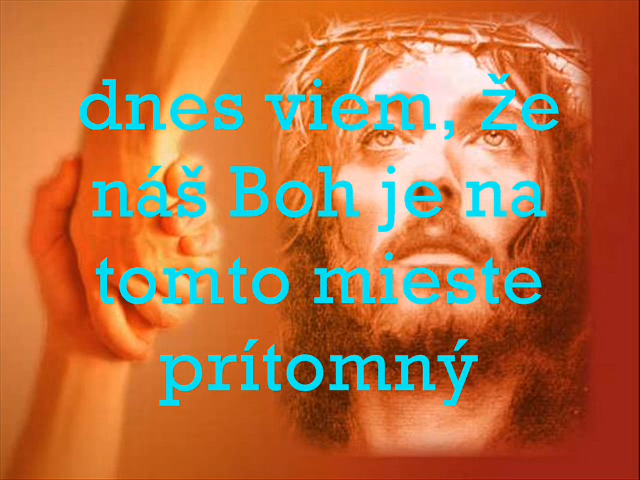 dnes viem, že
náš Boh je na
tomto mieste
prítomný